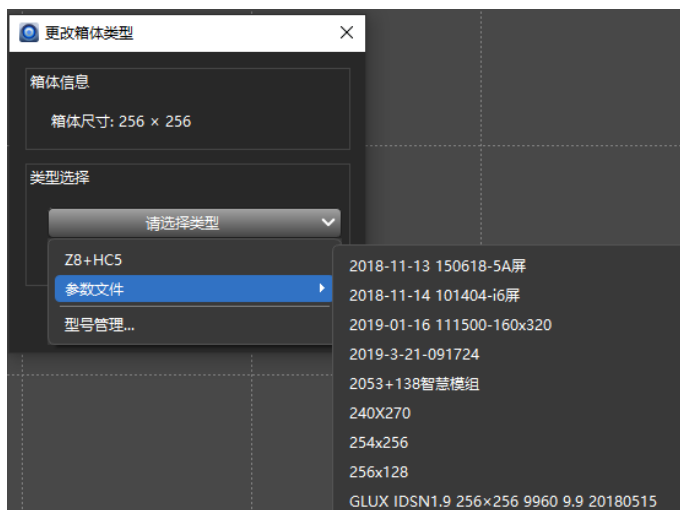 更改箱体类型
箱体信息
箱体尺寸: 256 × 256
类型选择
请选择类型
Z8+HC5
参数文件
型号管理...
2018-11-13 150618-5A屏
2018-11-14 101404-i6屏
2019-01-16 111500-160x320
2019-3-21-091724
2053+138智慧模组
240X270
254x256
256x128
GLUX IDSN1.9 256×256 9960 9.9 20180515